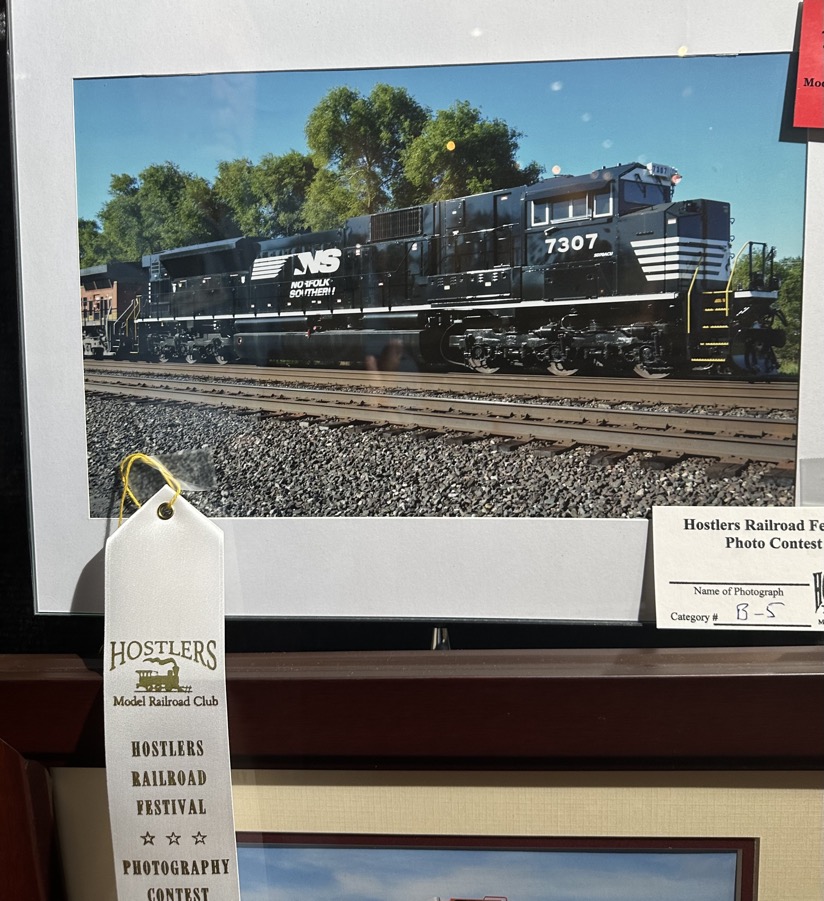 7307
7307
NS
NORFOLK
SOUTHERN
Hostlers Railroad Fe
Photo Contest
Name of Photograph
Category # B-5
HOSTLERS
Model Railroad Club
HOSTLERS
RAILROAD
FESTIVAL
PHOTOGRAPHY
CONTEST